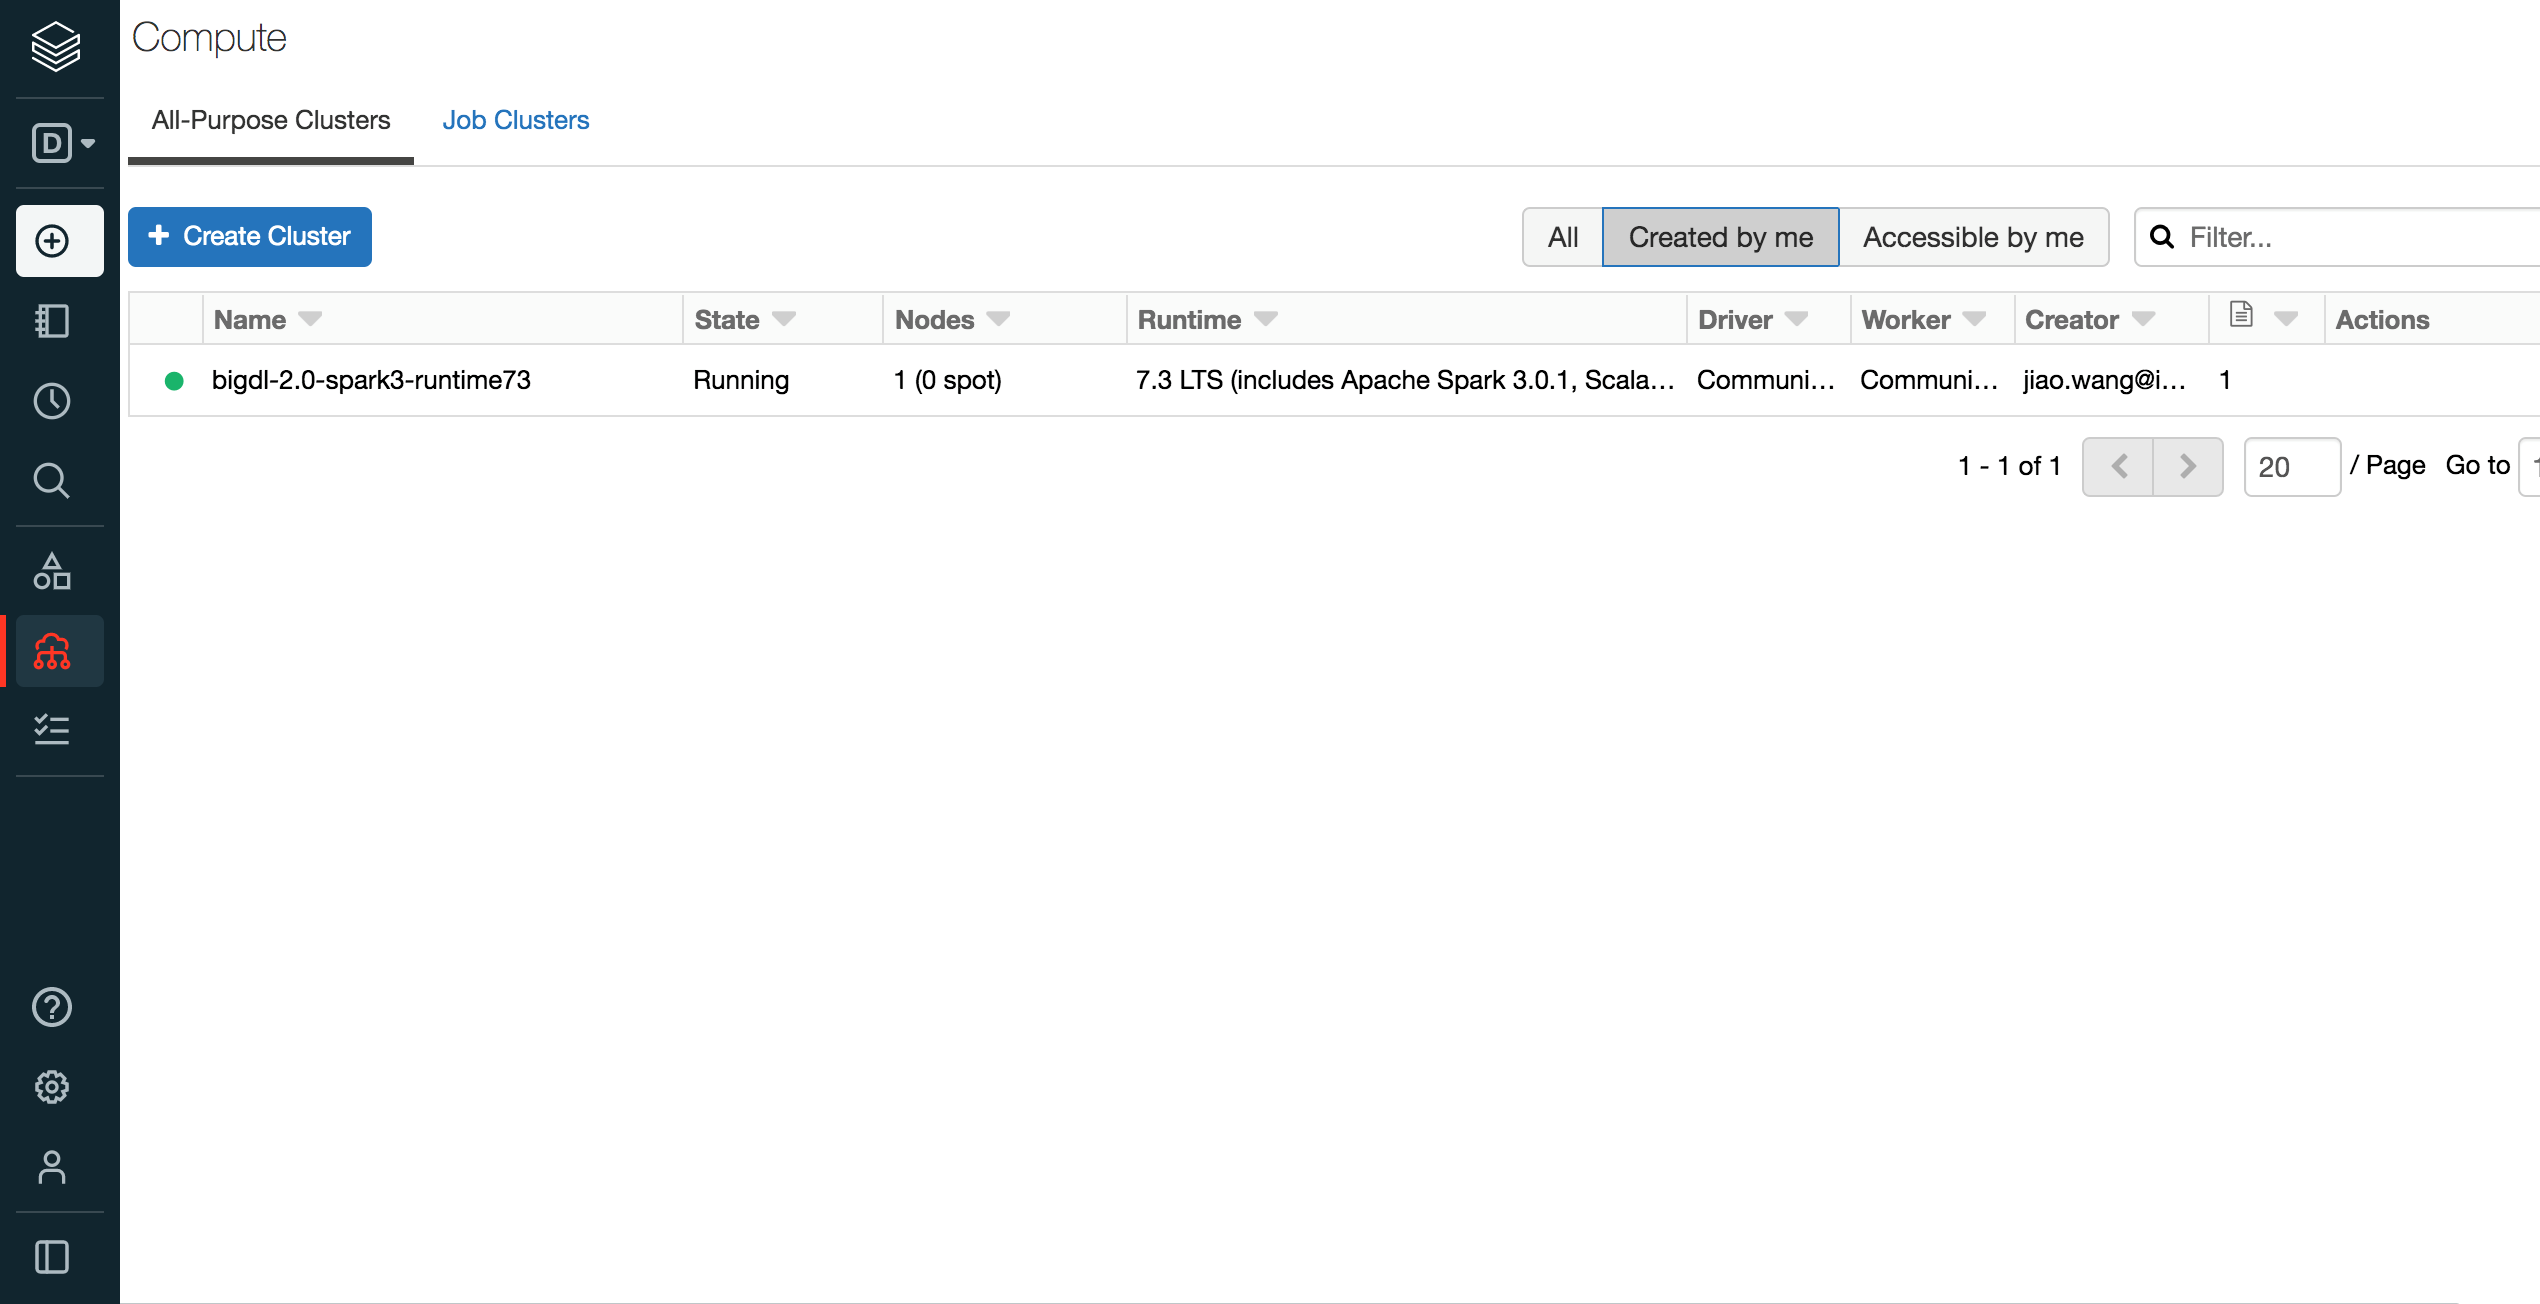 Compute
All-Purpose Clusters Job Clusters
D
Create Cluster All Created by me Accessible by me Filter...
Name State Nodes Runtime Driver Worker Creator Actions
bigdl-2.0-spark3-runtime73 Running 1 (0 spot) 7.3 LTS (includes Apache Spark 3.0.1, Scala... Communi... Communi... jiao.wang@i... 1
1 - 1 of 1 20 / Page Go to 1